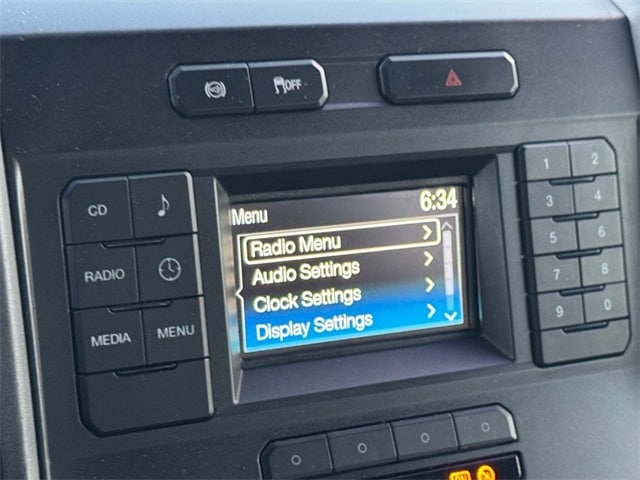 OFF
Menu 6:34
Radio Menu
Audio Settings
Clock Settings
Display Settings
CD
RADIO
MEDIA MENU
1 2
3 4
5 6
7 8
9 0